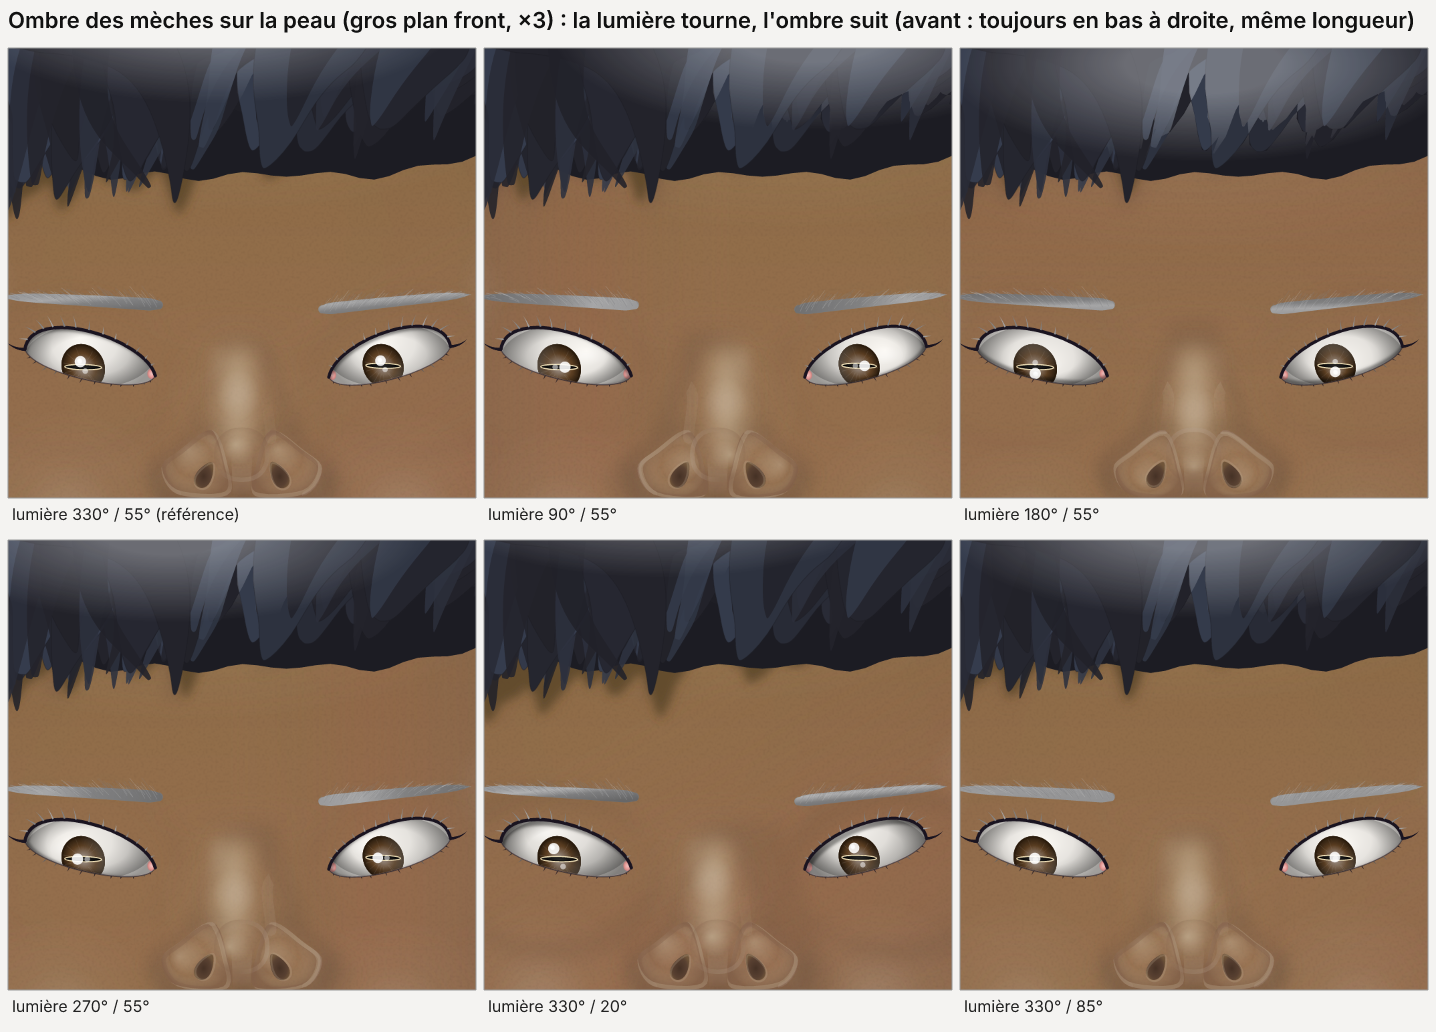 Ombre des mèches sur la peau (gros plan front, ×3) : la lumière tourne, l'ombre suit (avant : toujours en bas à droite, même longueur)
lumière 330° / 55° (référence)
lumière 90° / 55°
lumière 180° / 55°
lumière 270° / 55°
lumière 330° / 20°
lumière 330° / 85°